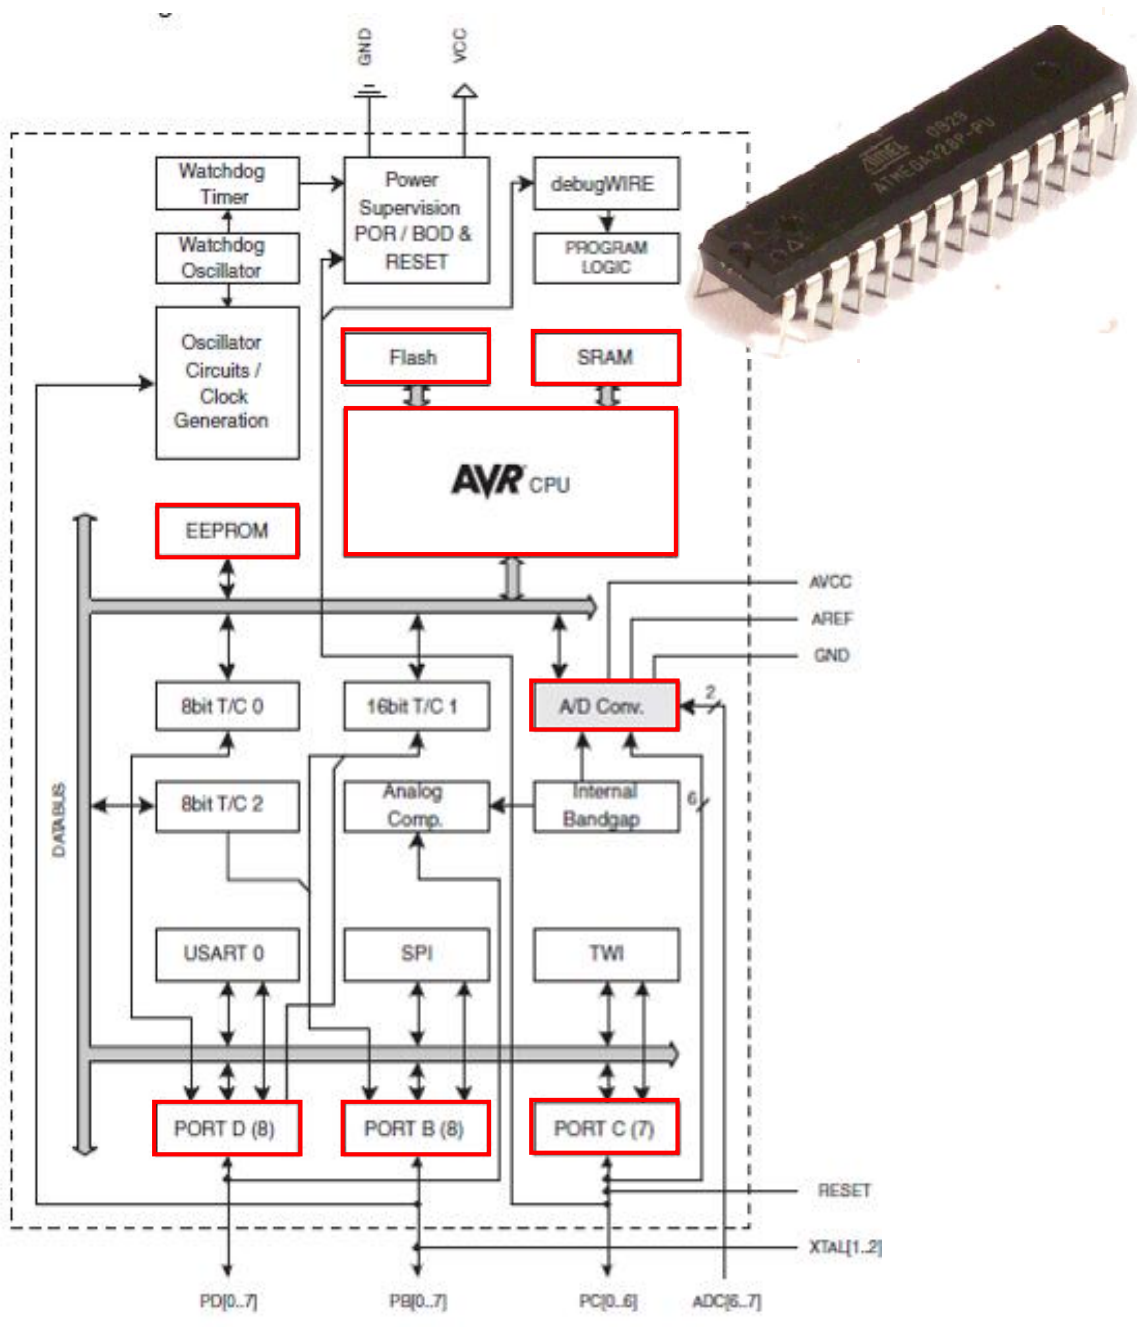 GND
VCC
Watchdog
Timer
Power
Supervision
POR / BOD &
RESET
debugWIRE
Watchdog
Oscillator
PROGRAM
LOGIC
Oscillator
Circuits /
Clock
Generation
Flash
SRAM
AVR CPU
EEPROM
AVCC
AREF
GND
8bit T/C 0
16bit T/C 1
A/D Conv.
2
8bit T/C 2
Analog
Comp.
Internal
Bandgap
6
DATABUS
USART 0
SPI
TWI
PORT D (8)
PORT B (8)
PORT C (7)
RESET
XTAL[1..2]
PD[0..7]
PB[0..7]
PC[0..6]
ADC[6..7]
ATMEL
0929
ATMEGA328P-PU